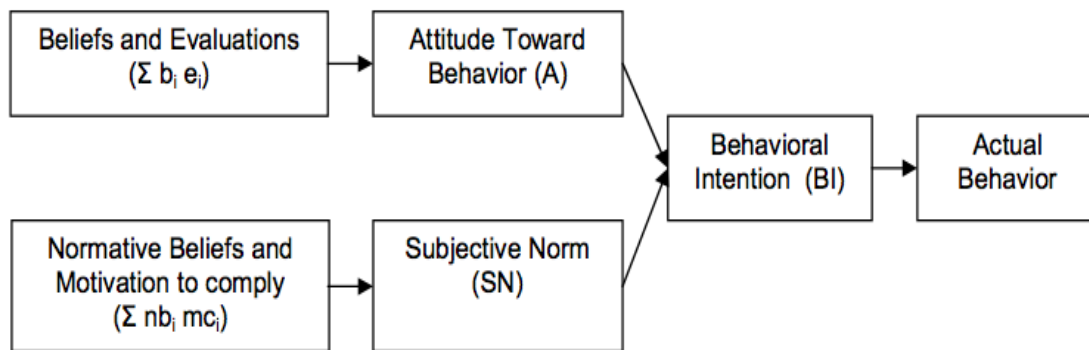 Beliefs and Evaluations
(Σ bᵢ eᵢ)
Attitude Toward
Behavior (A)
Behavioral
Intention (BI)
Actual
Behavior
Normative Beliefs and
Motivation to comply
(Σ nbᵢ mcᵢ)
Subjective Norm
(SN)